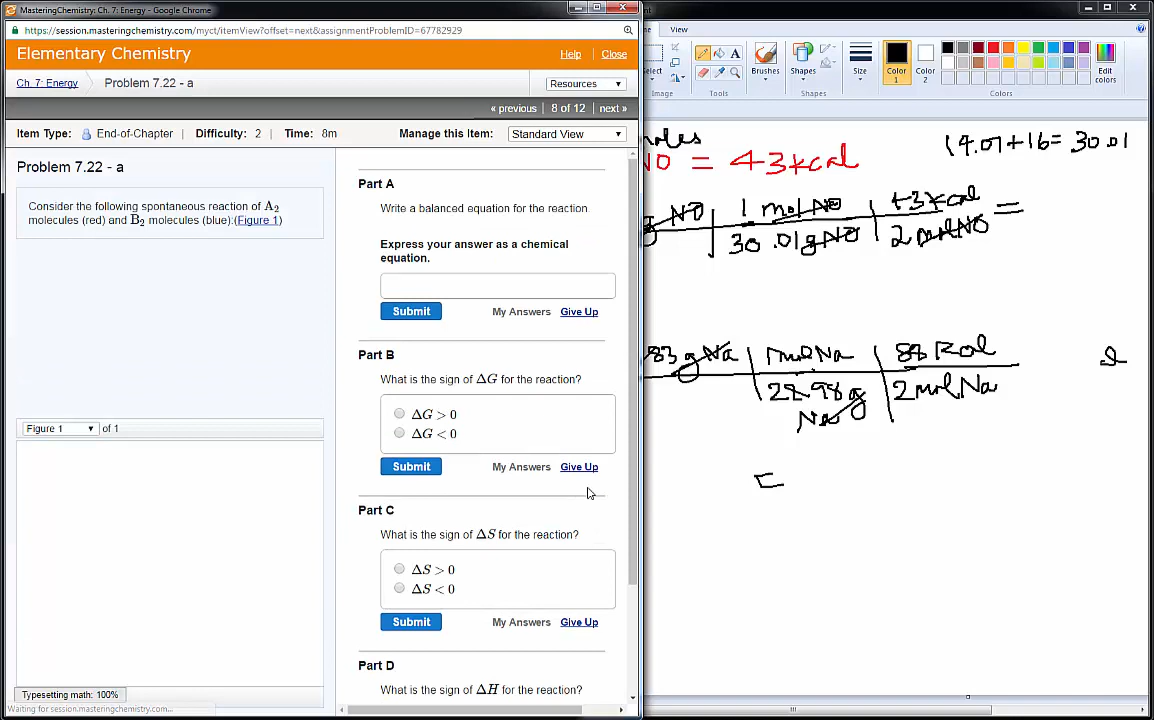 MasteringChemistry: Ch. 7: Energy - Google Chrome
https://session.masteringchemistry.com/myct/itemView?offset=next&assignmentProblemID=67782929
Elementary Chemistry
Help | Close
Ch. 7: Energy Problem 7.22 - a
Resources
« previous | 8 of 12 | next »
Item Type: End-of-Chapter | Difficulty: 2 | Time: 8m Manage this Item: Standard View
Problem 7.22 - a
Consider the following spontaneous reaction of A2
molecules (red) and B2 molecules (blue):(Figure 1)
Figure 1 of 1
Typesetting math: 100%
Waiting for session.masteringchemistry.com...
Part A
Write a balanced equation for the reaction.
Express your answer as a chemical
equation.
Submit My Answers Give Up
Part B
What is the sign of ΔG for the reaction?
ΔG > 0
ΔG < 0
Submit My Answers Give Up
Part C
What is the sign of ΔS for the reaction?
ΔS > 0
ΔS < 0
Submit My Answers Give Up
Part D
What is the sign of ΔH for the reaction?
View
Select
Image
Tools
Brushes
Shapes
Size
Color
1
Color
2
Colors
Edit
colors
14.01+16=30.01
NO = 43kcal
g NO | 1 mol NO | 43kcal =
30.01g NO | 2 mol NO
83 g Na | 1mol Na | 88 kcal
22.98g | 2 mol Na
Na
=